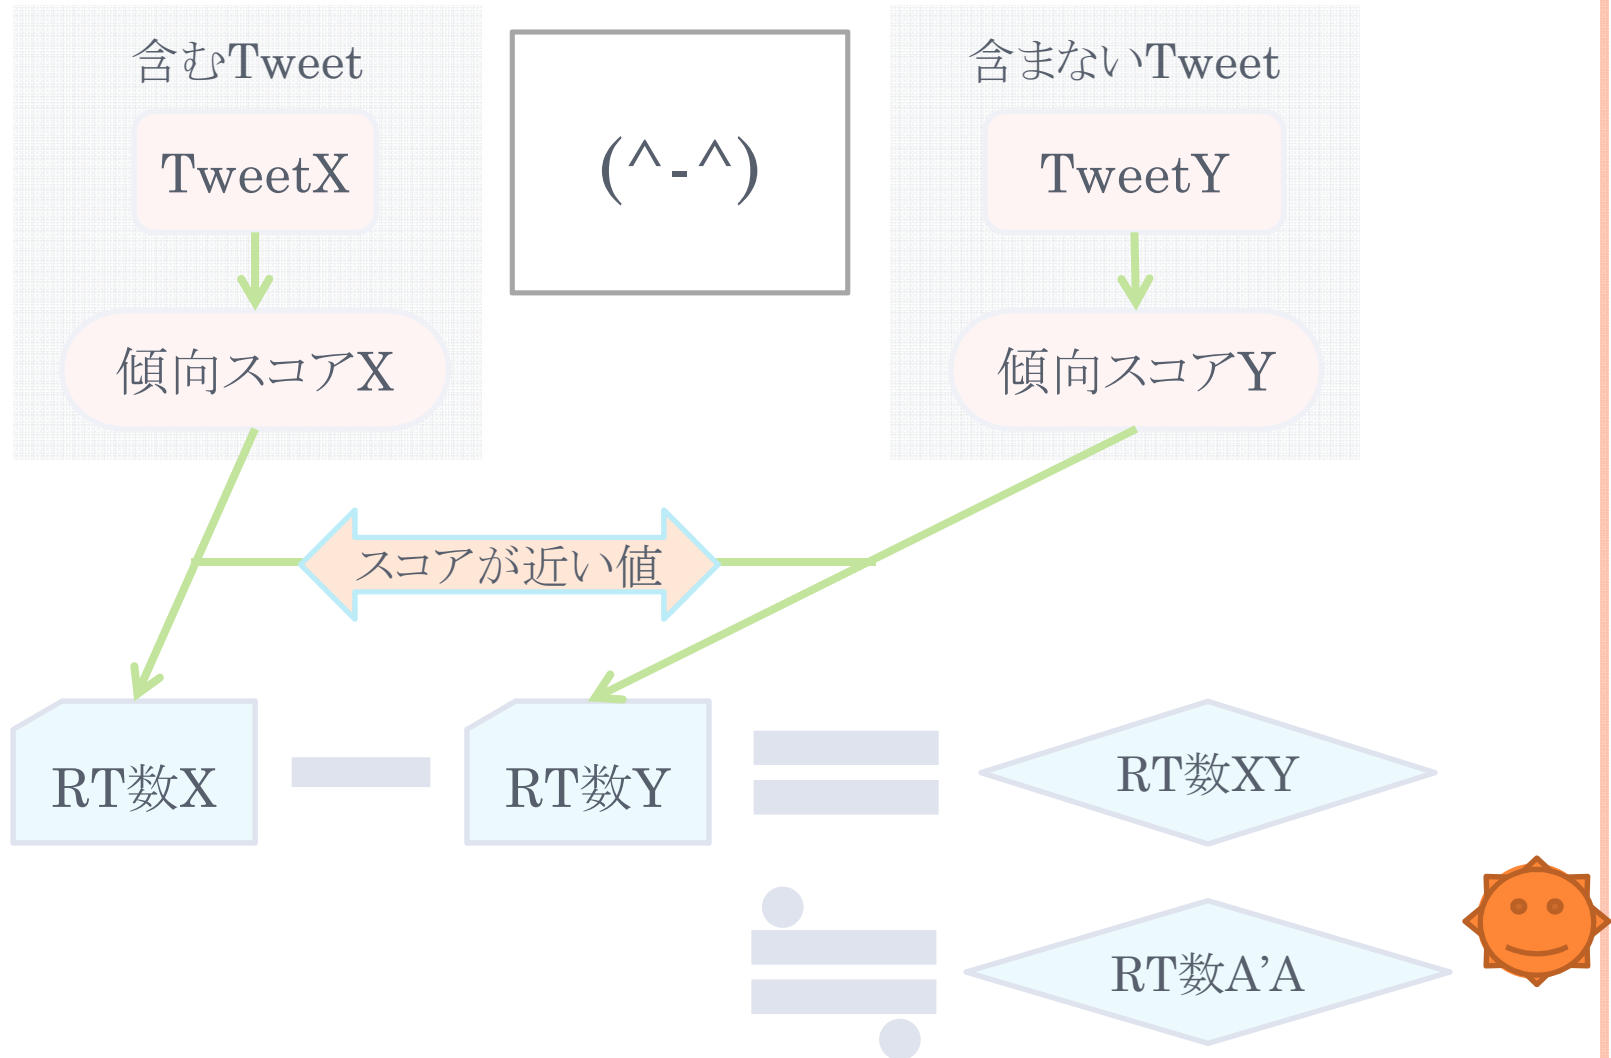 含むTweet
(^-^)
含まないTweet
TweetX
TweetY
傾向スコアX
傾向スコアY
スコアが近い値
RT数X
RT数Y
RT数XY
RT数A’A